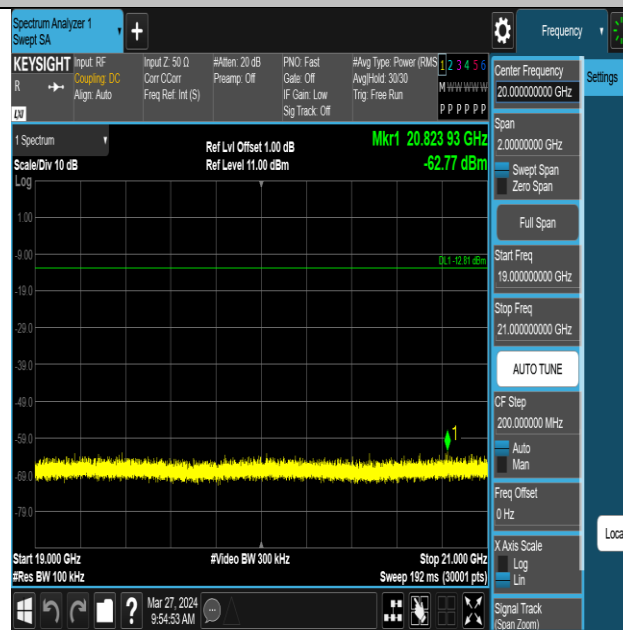 Spectrum Analyzer 1
Swept SA
+
Frequency
KEYSIGHT
R
LXI
Input: RF
Coupling: DC
Align: Auto
Input Z: 50 Ω
Corr CCorr
Freq Ref: Int (S)
#Atten: 20 dB
Preamp: Off
PNO: Fast
Gate: Off
IF Gain: Low
Sig Track: Off
#Avg Type: Power (RMS
Avg|Hold: 30/30
Trig: Free Run
1 2 3 4 5 6
M W W W W W
P P P P P P
Center Frequency
20.000000000 GHz
Settings
Span
2.00000000 GHz
Swept Span
Zero Span
Full Span
Start Freq
19.000000000 GHz
Stop Freq
21.000000000 GHz
AUTO TUNE
CF Step
200.000000 MHz
Auto
Man
Freq Offset
0 Hz
X Axis Scale
Log
Lin
Signal Track
(Span Zoom)
Loca
1 Spectrum
Scale/Div 10 dB
Log
Ref Lvl Offset 1.00 dB
Ref Level 11.00 dBm
Mkr1 20.823 93 GHz
-62.77 dBm
1.00
-9.00
DL1 -12.81 dBm
-19.0
-29.0
-39.0
-49.0
-59.0
1
-69.0
-79.0
Start 19.000 GHz
#Res BW 100 kHz
#Video BW 300 kHz
Stop 21.000 GHz
Sweep 192 ms (30001 pts)
?
Mar 27, 2024
9:54:53 AM